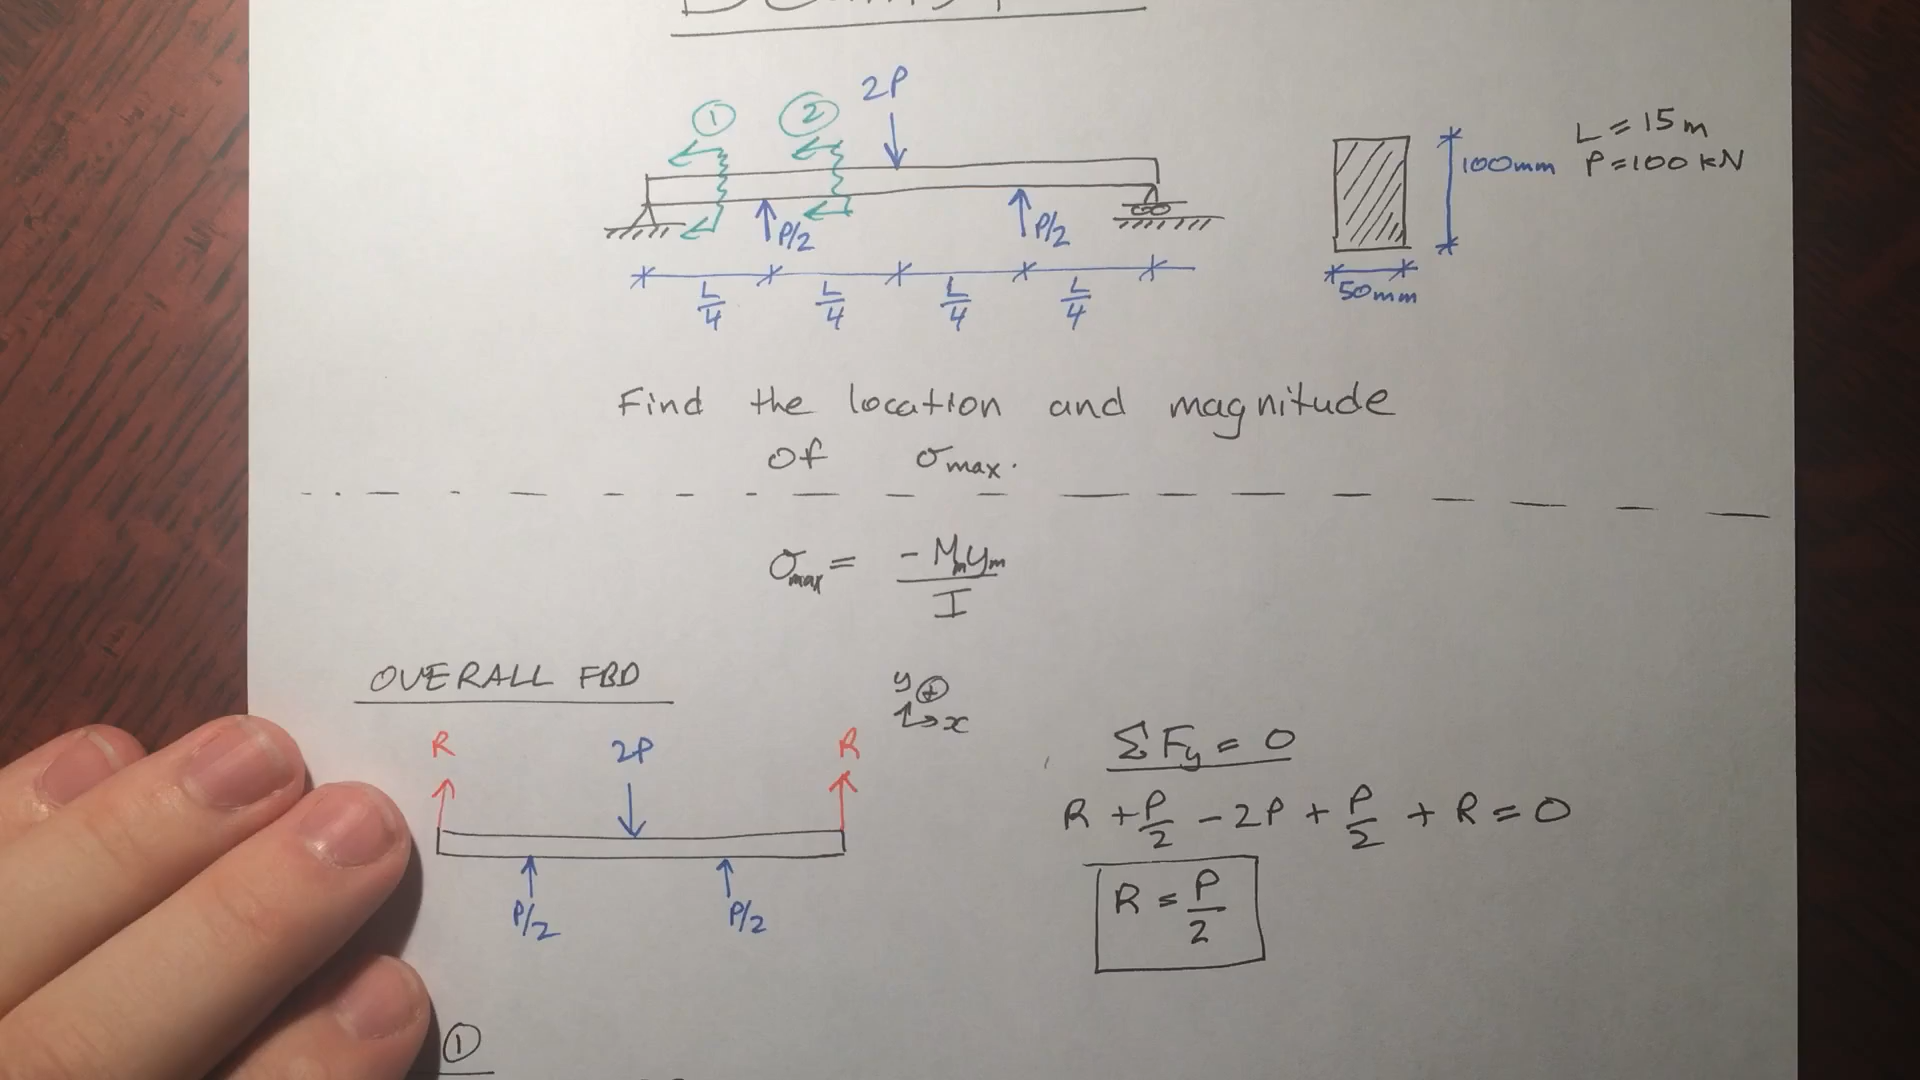 ① ② 2P
L = 15m
P = 100 kN
100mm
50mm
P/2 P/2
L/4 L/4 L/4 L/4
Find the location and magnitude
of σmax.
σmax = -Mmym/I
OVERALL FBD
y + x
R 2P R
P/2 P/2
ΣFy = 0
R + P/2 - 2P + P/2 + R = 0
R = P/2
①